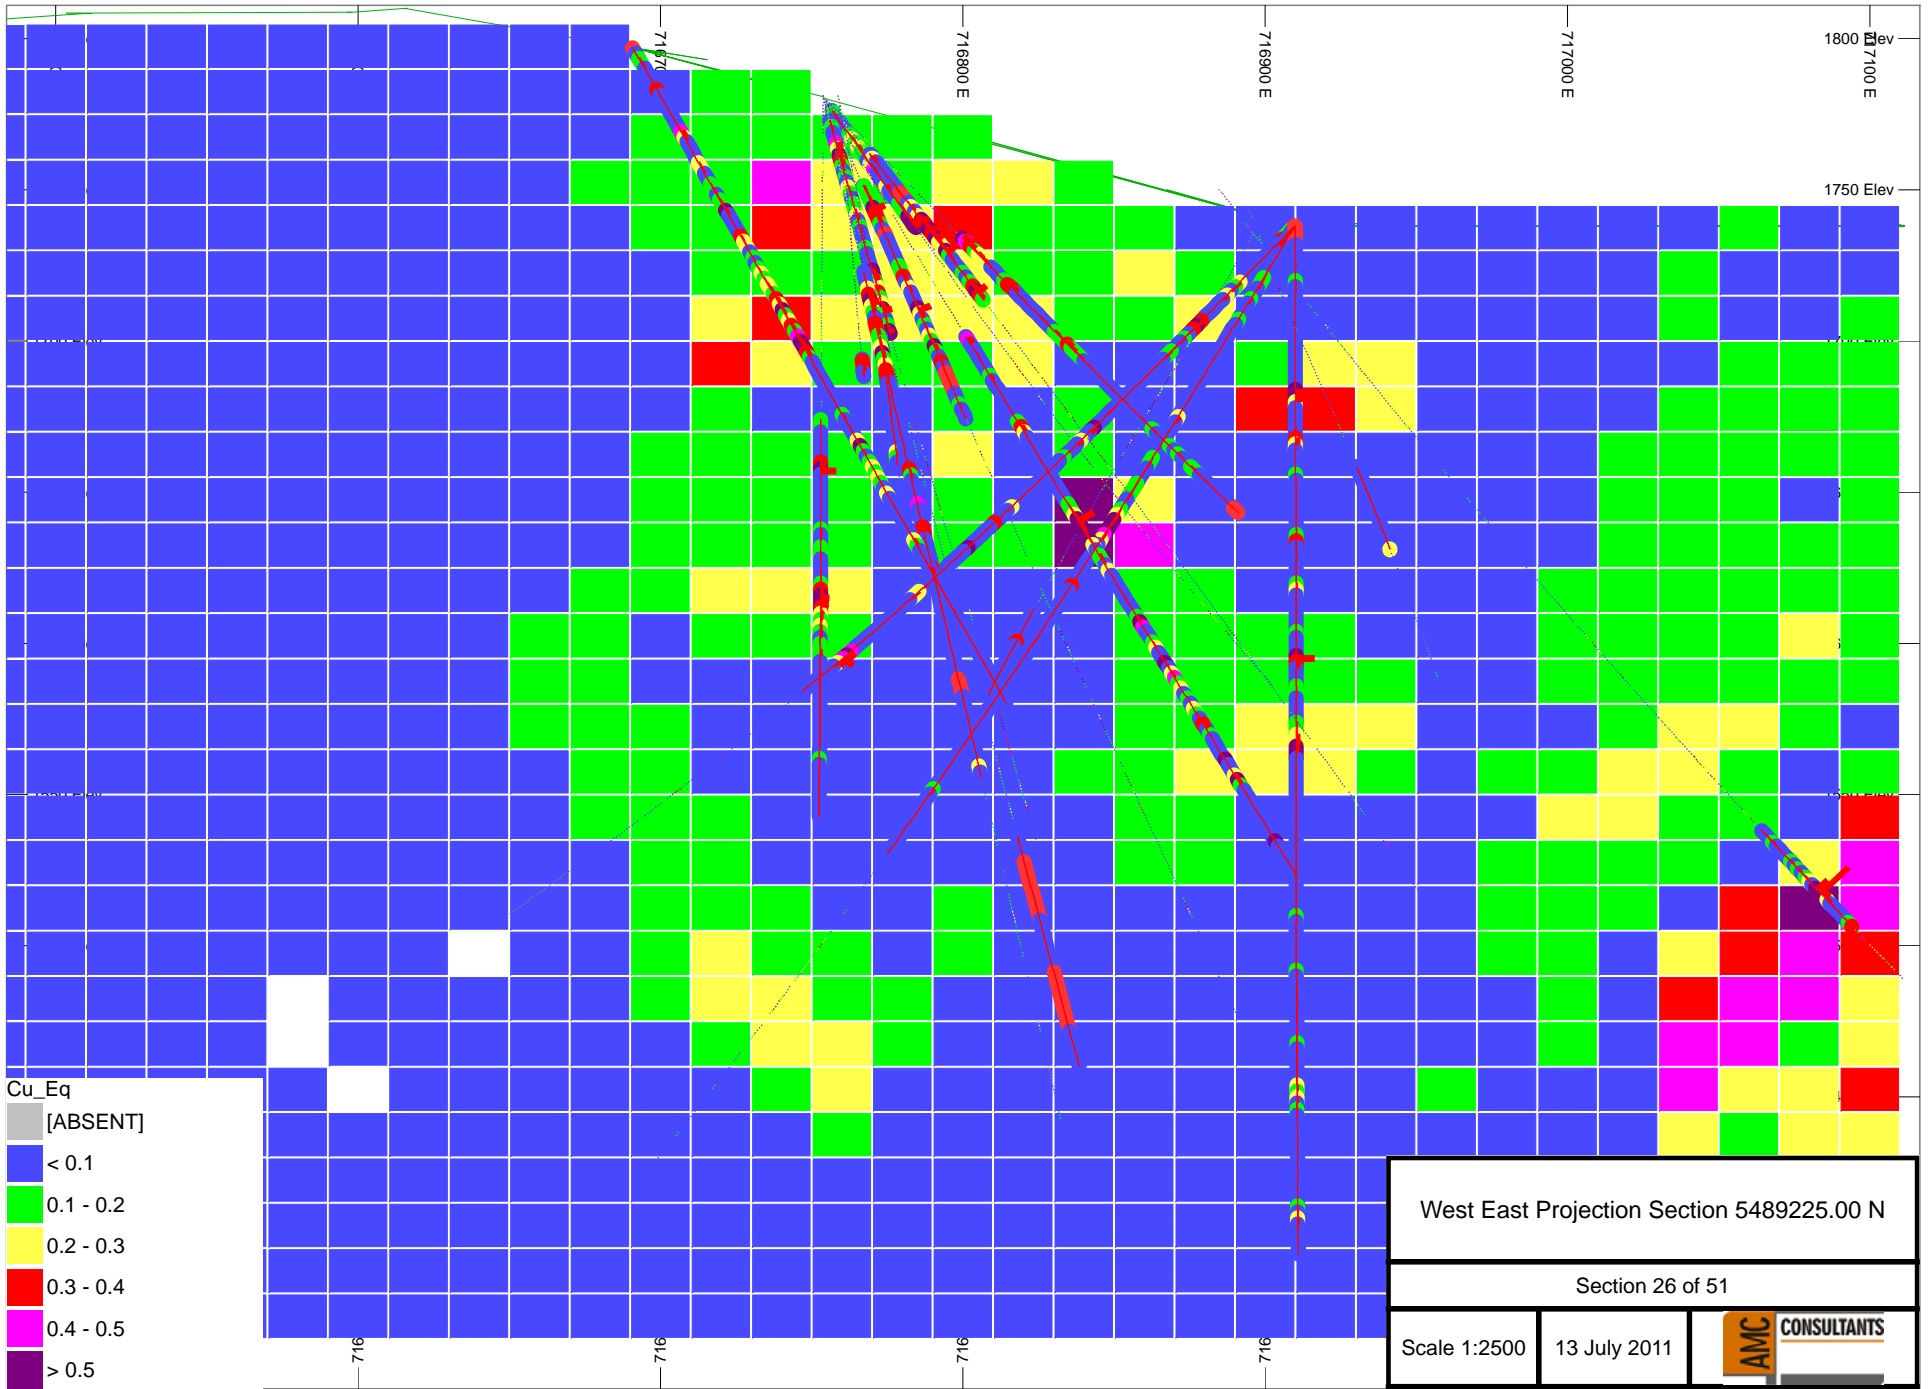 1800 Elev
716800 E
716900 E
717000 E
717100 E
1750 Elev
Cu_Eq
[ABSENT]
< 0.1
0.1 - 0.2
0.2 - 0.3
0.3 - 0.4
0.4 - 0.5
> 0.5
716
716
716
716
West East Projection Section 5489225.00 N
Section 26 of 51
Scale 1:2500
13 July 2011
AMC CONSULTANTS